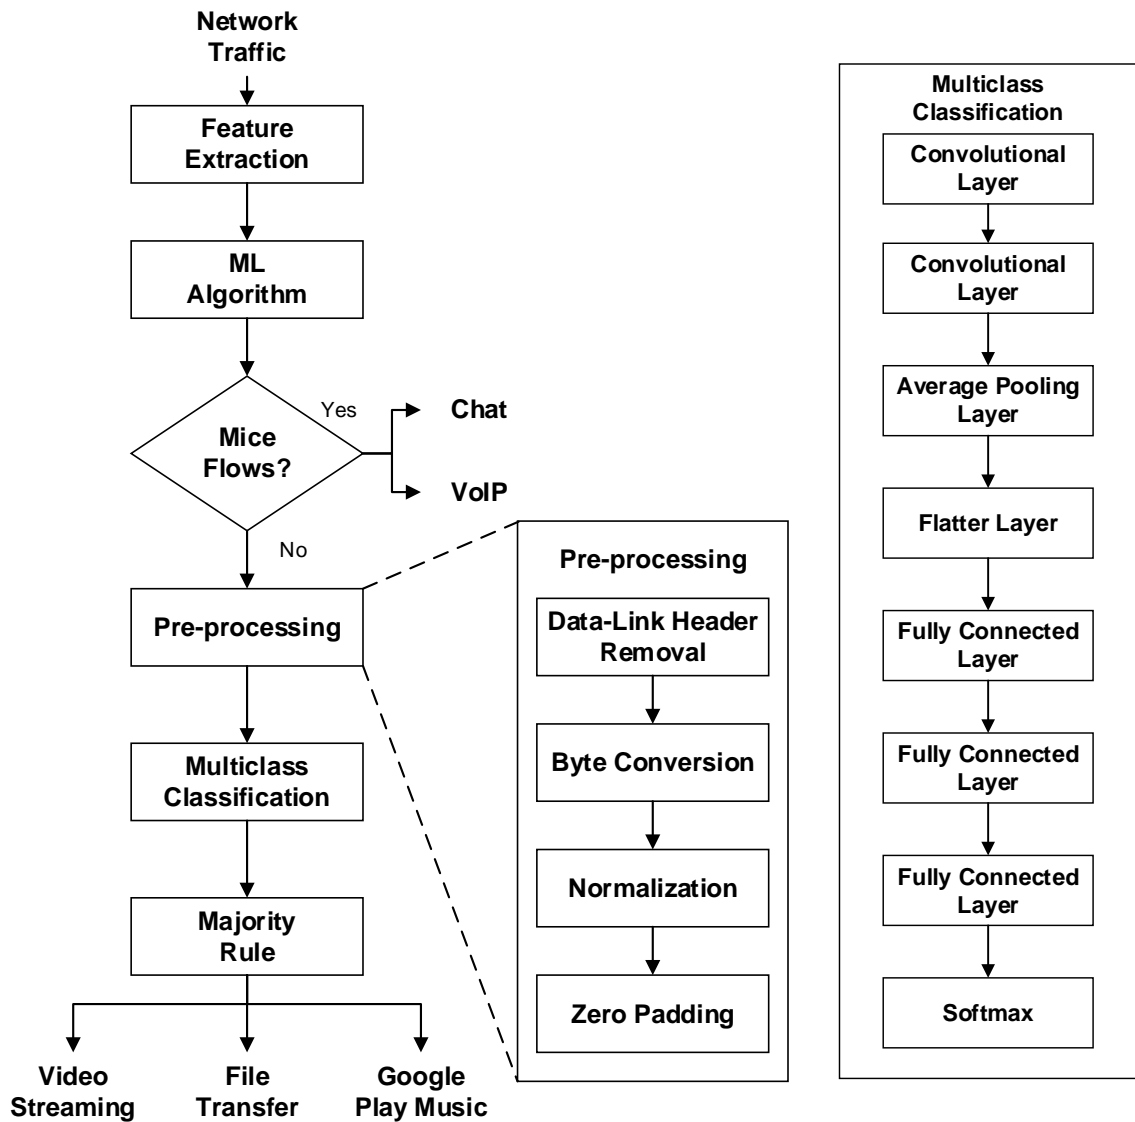 Network
Traffic
Feature
Extraction
ML
Algorithm
Mice
Flows?
Yes
Chat
VoIP
No
Pre-processing
Multiclass
Classification
Majority
Rule
Video
Streaming
File
Transfer
Google
Play Music
Pre-processing
Data-Link Header
Removal
Byte Conversion
Normalization
Zero Padding
Multiclass
Classification
Convolutional
Layer
Convolutional
Layer
Average Pooling
Layer
Flatter Layer
Fully Connected
Layer
Fully Connected
Layer
Fully Connected
Layer
Softmax